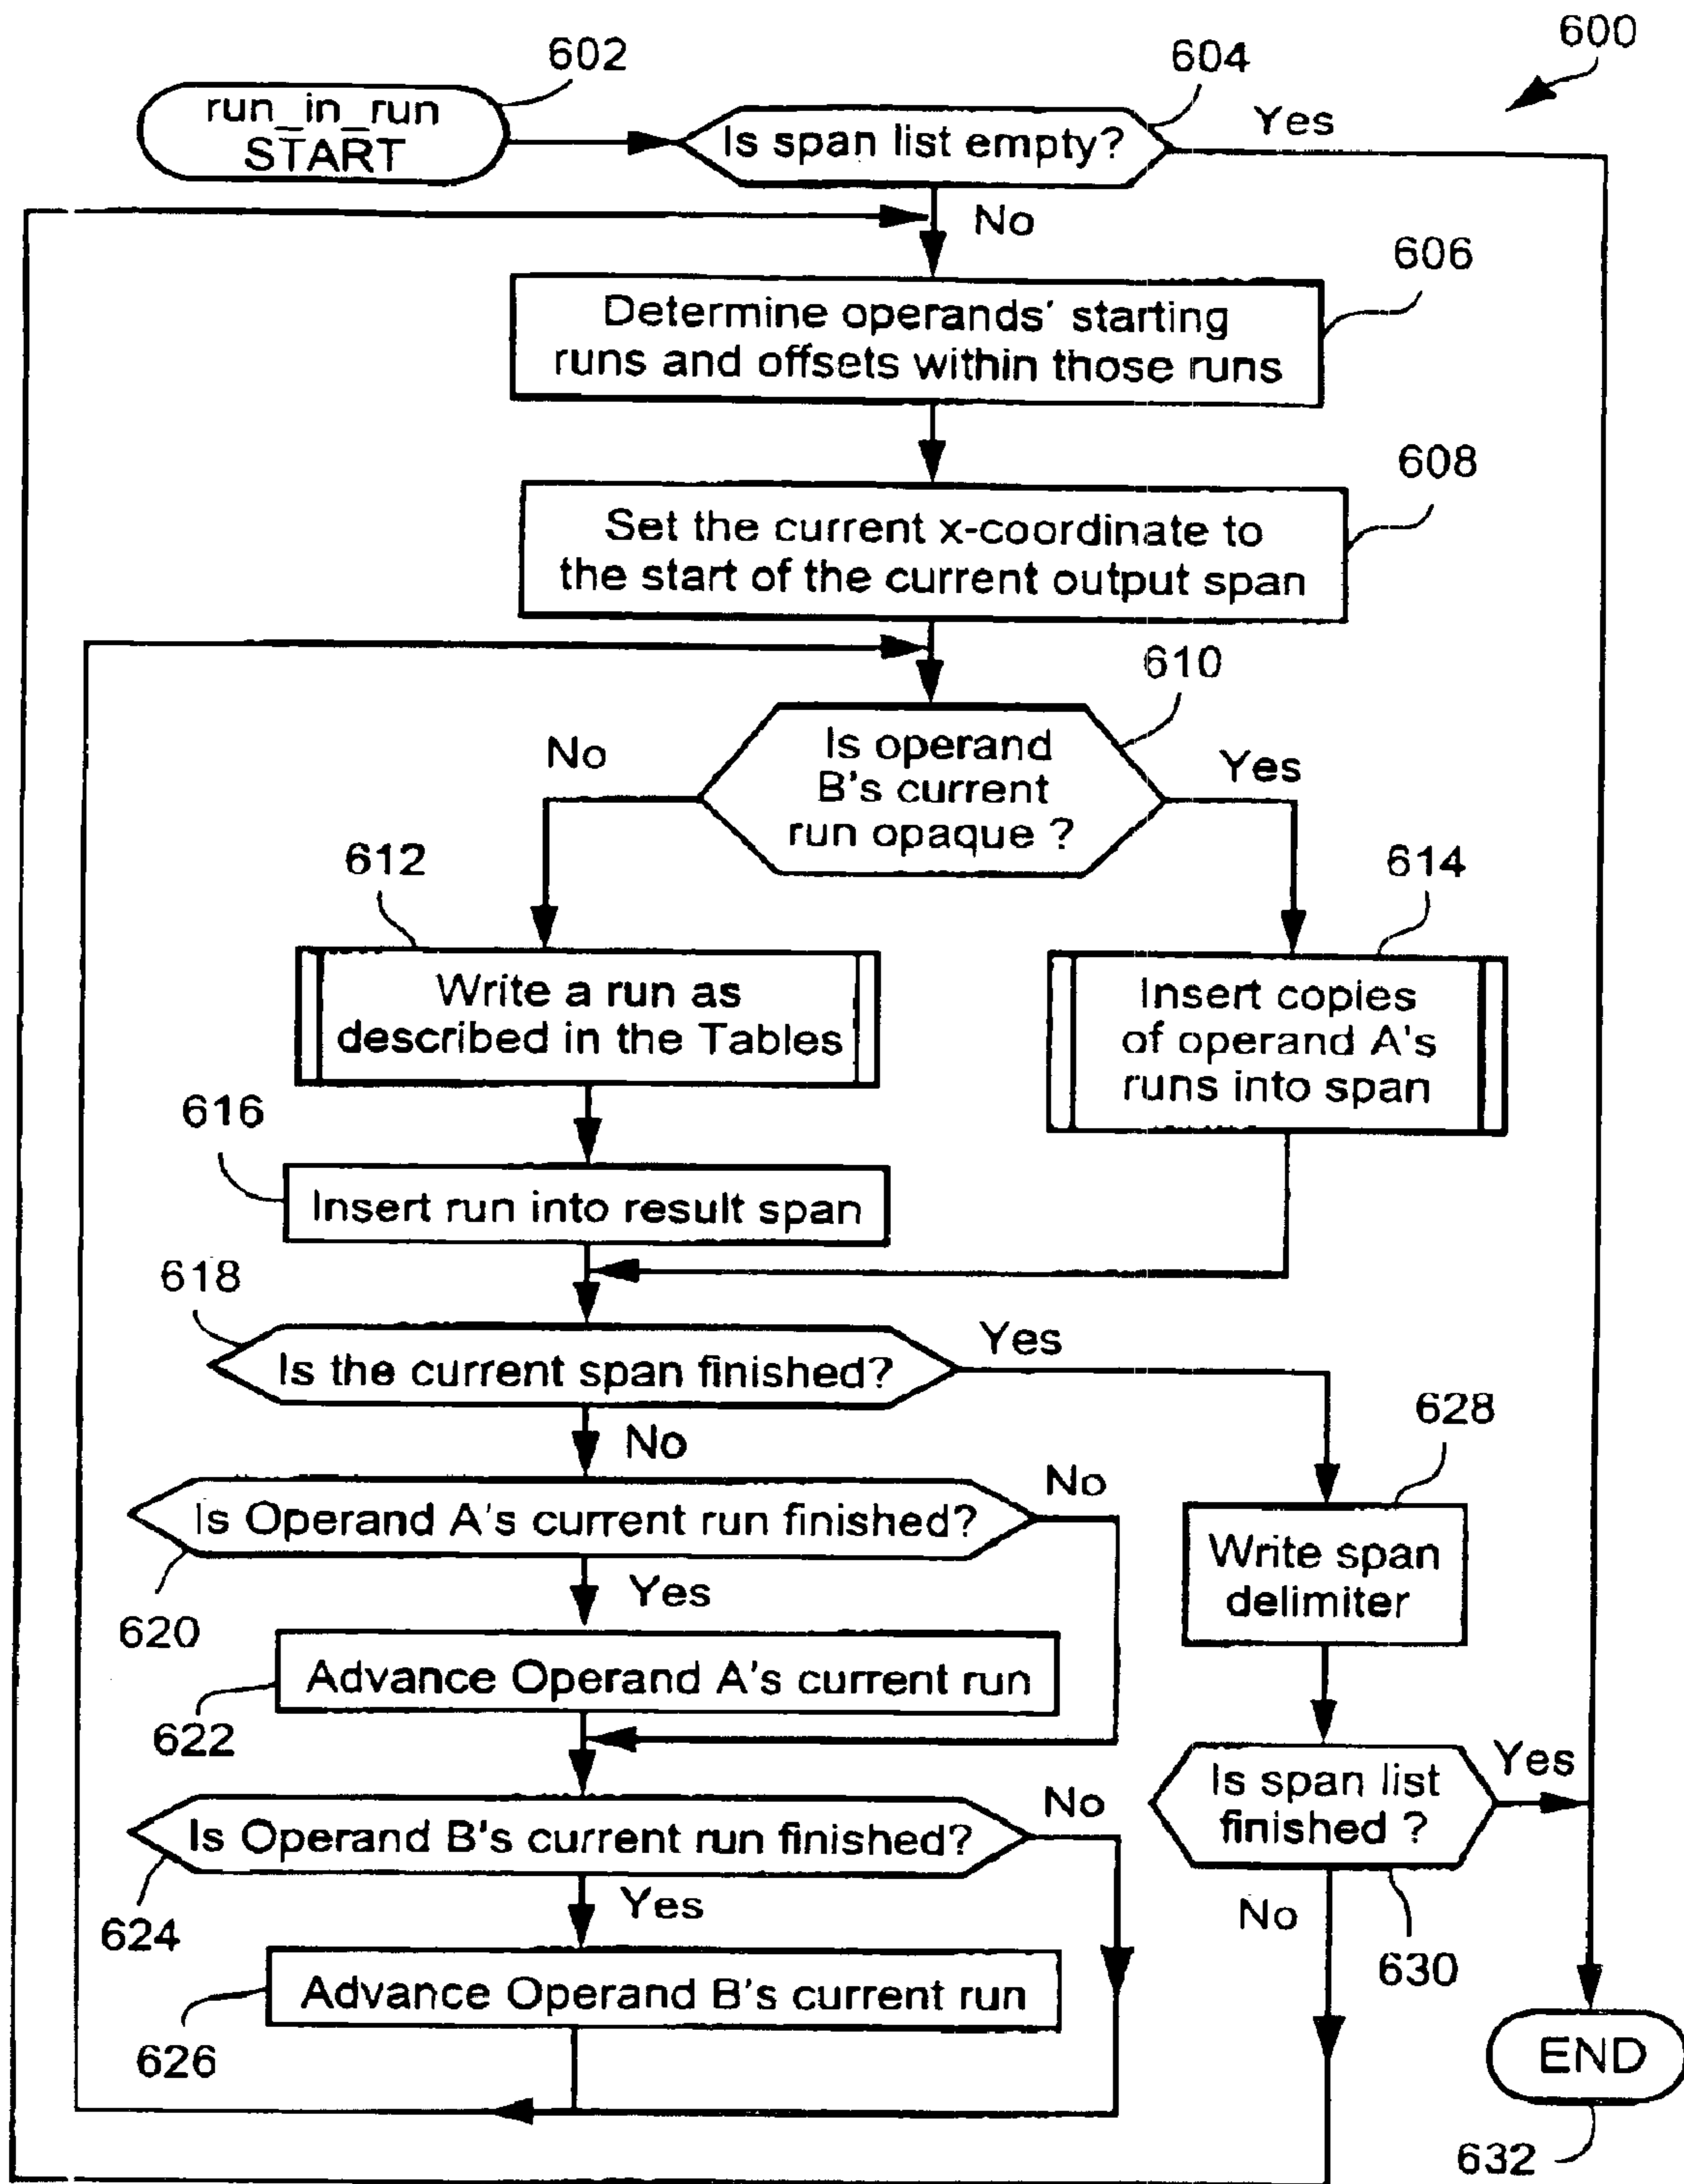 600
602
run_in_run
START
604
Is span list empty?
Yes
No
606
Determine operands' starting
runs and offsets within those runs
608
Set the current x-coordinate to
the start of the current output span
610
Is operand
B's current
run opaque ?
No
Yes
612
Write a run as
described in the Tables
614
Insert copies
of operand A's
runs into span
616
Insert run into result span
618
Is the current span finished?
Yes
No
628
Write span
delimiter
Is Operand A's current run finished?
No
620
Yes
Advance Operand A's current run
622
Is span list
finished ?
Yes
No
630
Is Operand B's current run finished?
No
624
Yes
Advance Operand B's current run
626
END
632